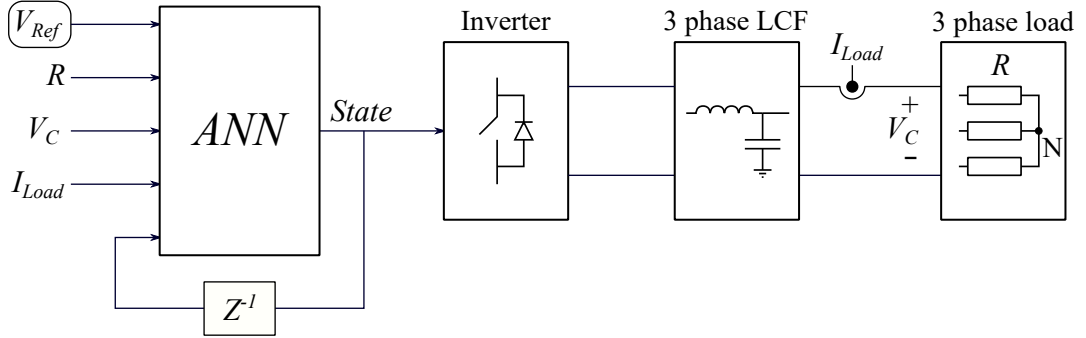 V_Ref
R
V_C
I_Load
ANN
State
Z^-1
Inverter
3 phase LCF
I_Load
+
V_C
-
3 phase load
R
N